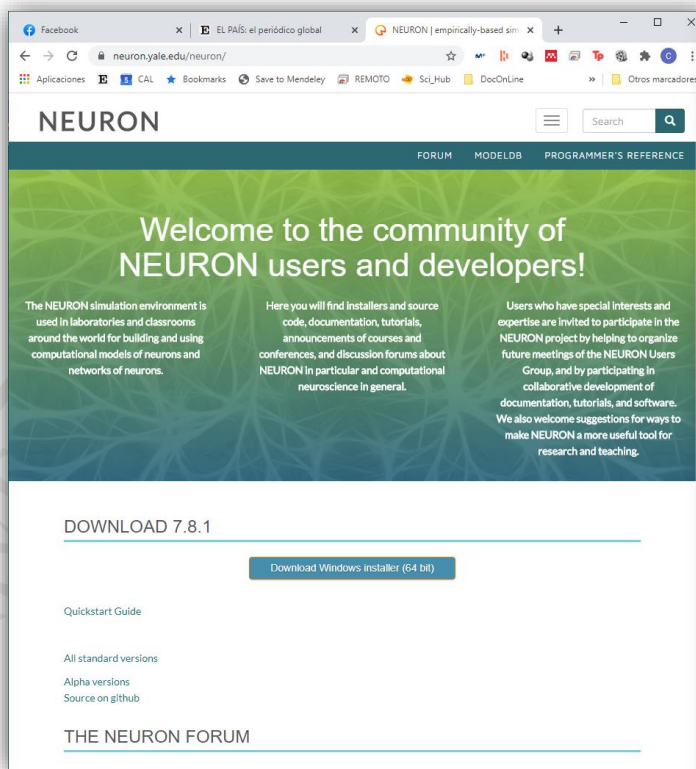 Facebook
EL PAÍS: el periódico global
NEURON | empirically-based sim
neuron.yale.edu/neuron/
Aplicaciones
CAL
Bookmarks
Save to Mendeley
REMOTO
Sci_Hub
DocOnLine
Otros marcadores
NEURON
Search
FORUM MODELDB PROGRAMMER'S REFERENCE
Welcome to the community of
NEURON users and developers!
The NEURON simulation environment is
used in laboratories and classrooms
around the world for building and using
computational models of neurons and
networks of neurons.
Here you will find installers and source
code, documentation, tutorials,
announcements of courses and
conferences, and discussion forums about
NEURON in particular and computational
neuroscience in general.
Users who have special interests and
expertise are invited to participate in the
NEURON project by helping to organize
future meetings of the NEURON Users
Group, and by participating in
collaborative development of
documentation, tutorials, and software.
We also welcome suggestions for ways to
make NEURON a more useful tool for
research and teaching.
DOWNLOAD 7.8.1
Download Windows installer (64 bit)
Quickstart Guide
All standard versions
Alpha versions
Source on github
THE NEURON FORUM